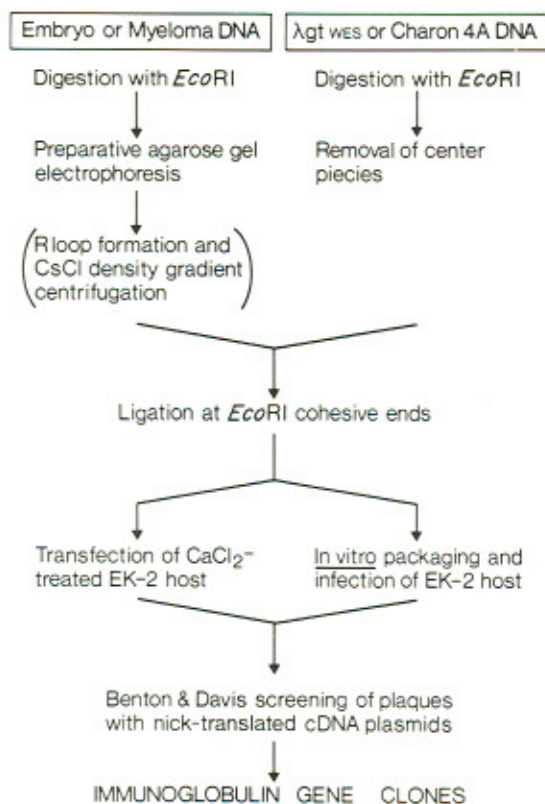 Embryo or Myeloma DNA
λgt WES or Charon 4A DNA
Digestion with EcoRI
Digestion with EcoRI
Preparative agarose gel
electrophoresis
Removal of center
piecies
(R loop formation and
CsCl density gradient
centrifugation)
Ligation at EcoRI cohesive ends
Transfection of CaCl₂-
treated EK-2 host
In vitro packaging and
infection of EK-2 host
Benton & Davis screening of plaques
with nick-translated cDNA plasmids
IMMUNOGLOBULIN GENE CLONES